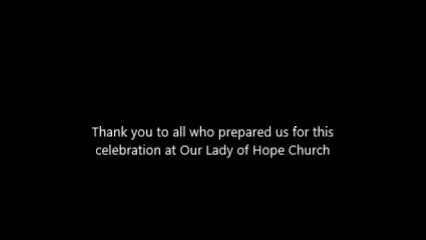 Thank you to all who prepared us for this
celebration at Our Lady of Hope Church